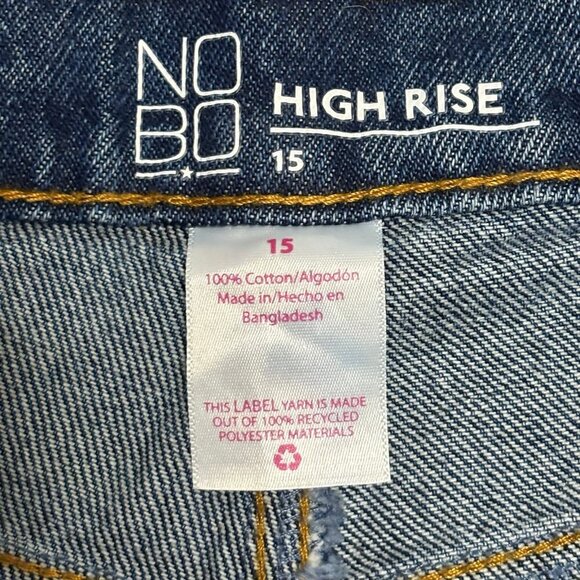 NO
BO
HIGH RISE
15
15
100% Cotton/Algodón
Made in/Hecho en
Bangladesh
THIS LABEL YARN IS MADE
OUT OF 100% RECYCLED
POLYESTER MATERIALS